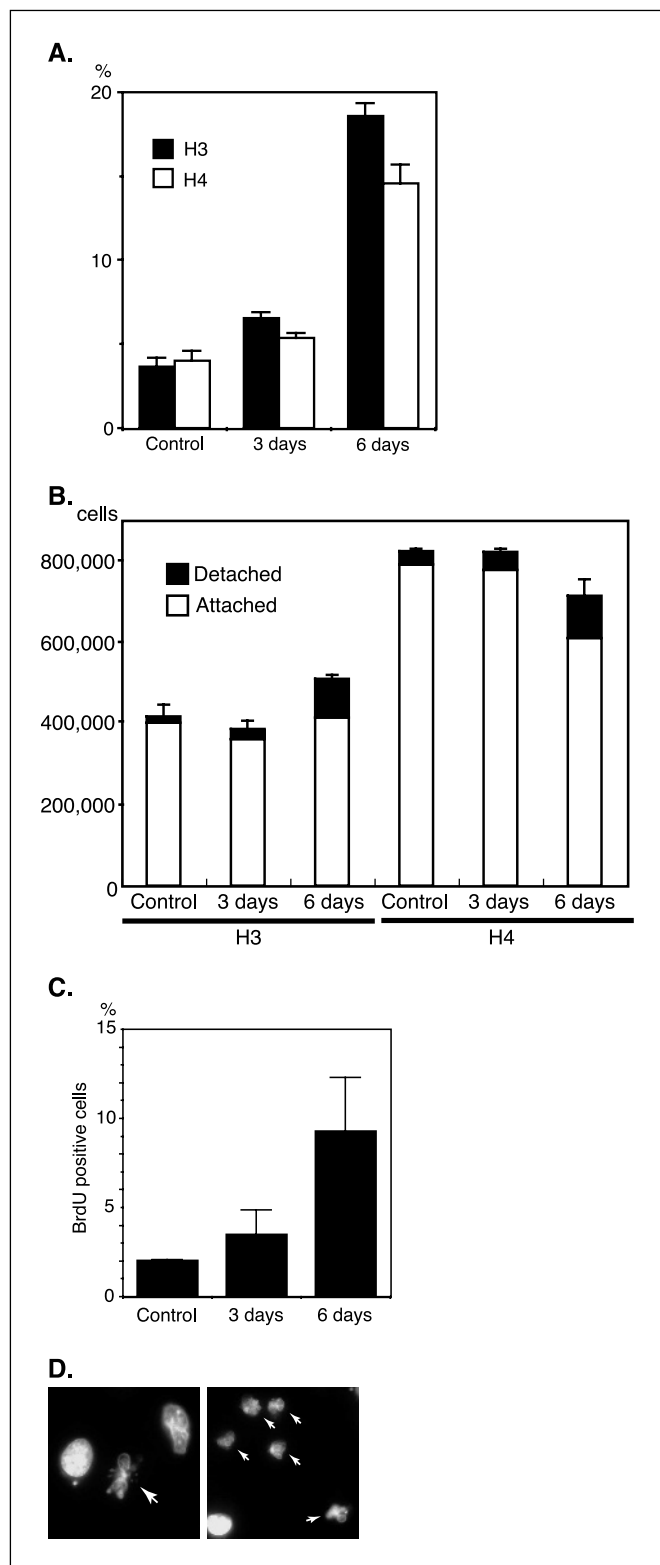 A.
%
20
H3
H4
10
0
Control 3 days 6 days
B.
cells
800,000
Detached
Attached
600,000
400,000
200,000
0
Control 3 days 6 days Control 3 days 6 days
H3 H4
C.
%
15
BrdU positive cells
10
5
0
Control 3 days 6 days
D.